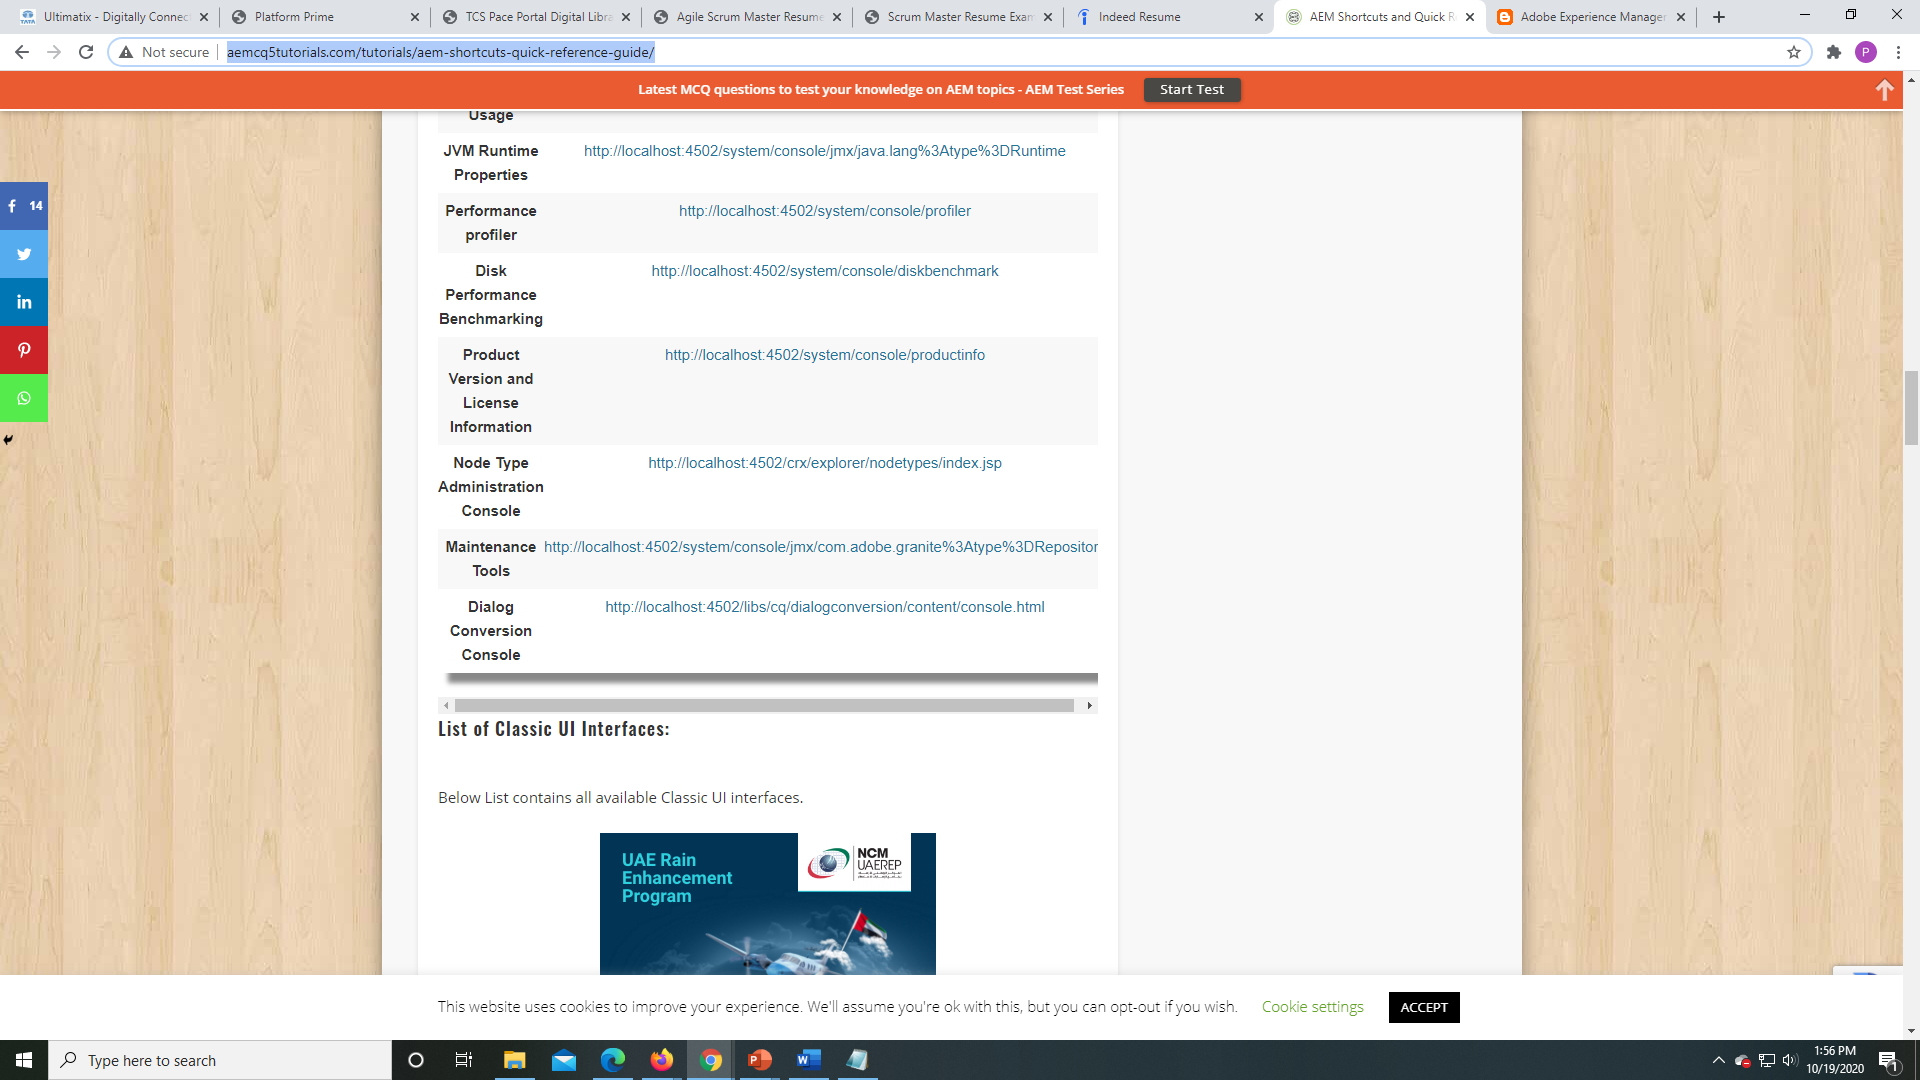 Ultimatix - Digitally Connec
Platform Prime
TCS Pace Portal Digital Libra
Agile Scrum Master Resume
Scrum Master Resume Exam
Indeed Resume
AEM Shortcuts and Quick R
Adobe Experience Manager
Not secure
aemcq5tutorials.com/tutorials/aem-shortcuts-quick-reference-guide/
P
Latest MCQ questions to test your knowledge on AEM topics - AEM Test Series
Start Test
Usage
JVM Runtime
Properties
http://localhost:4502/system/console/jmx/java.lang%3Atype%3DRuntime
14
Performance
profiler
http://localhost:4502/system/console/profiler
Disk
Performance
Benchmarking
http://localhost:4502/system/console/diskbenchmark
Product
Version and
License
Information
http://localhost:4502/system/console/productinfo
Node Type
Administration
Console
http://localhost:4502/crx/explorer/nodetypes/index.jsp
Maintenance
Tools
http://localhost:4502/system/console/jmx/com.adobe.granite%3Atype%3DRepositor
Dialog
Conversion
Console
http://localhost:4502/libs/cq/dialogconversion/content/console.html
List of Classic UI Interfaces:
Below List contains all available Classic UI interfaces.
UAE Rain
Enhancement
Program
NCM
UAEREP
This website uses cookies to improve your experience. We'll assume you're ok with this, but you can opt-out if you wish.
Cookie settings
ACCEPT
Type here to search
1:56 PM
10/19/2020
1